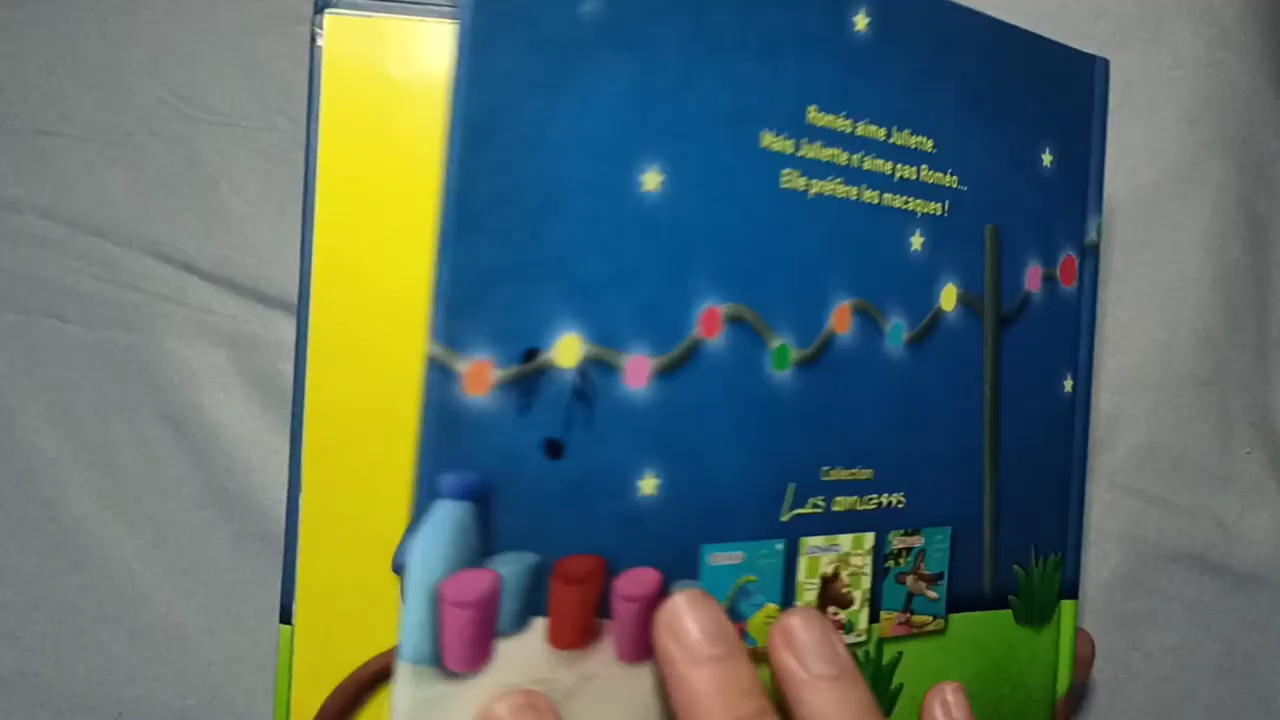 Roméo aime Juliette.
Mais Juliette n'aime pas Roméo...
Elle préfère les macaques !
Collection